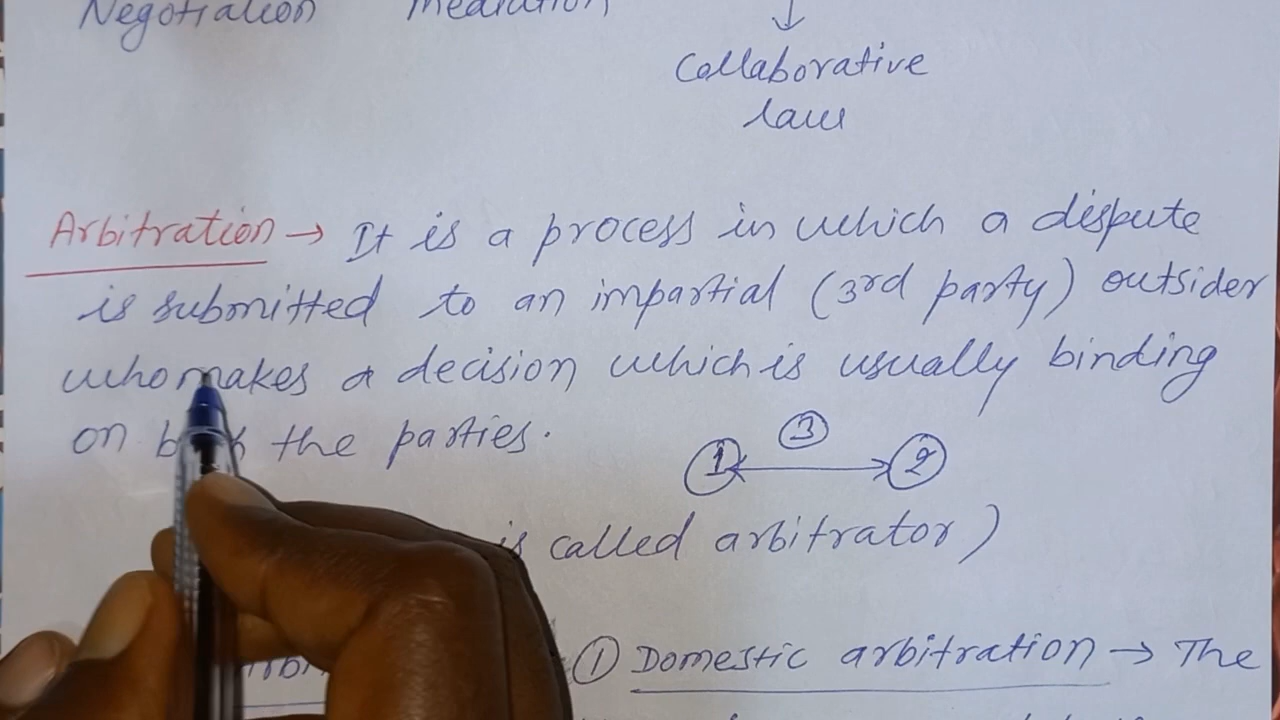 Negotiation mediation
↓
Collaborative
law
Arbitration → It is a process in which a dispute
is submitted to an impartial (3rd party) outsider
who makes a decision which is usually binding
on the parties.
3
1 2
is called arbitrator)
① Domestic arbitration → The